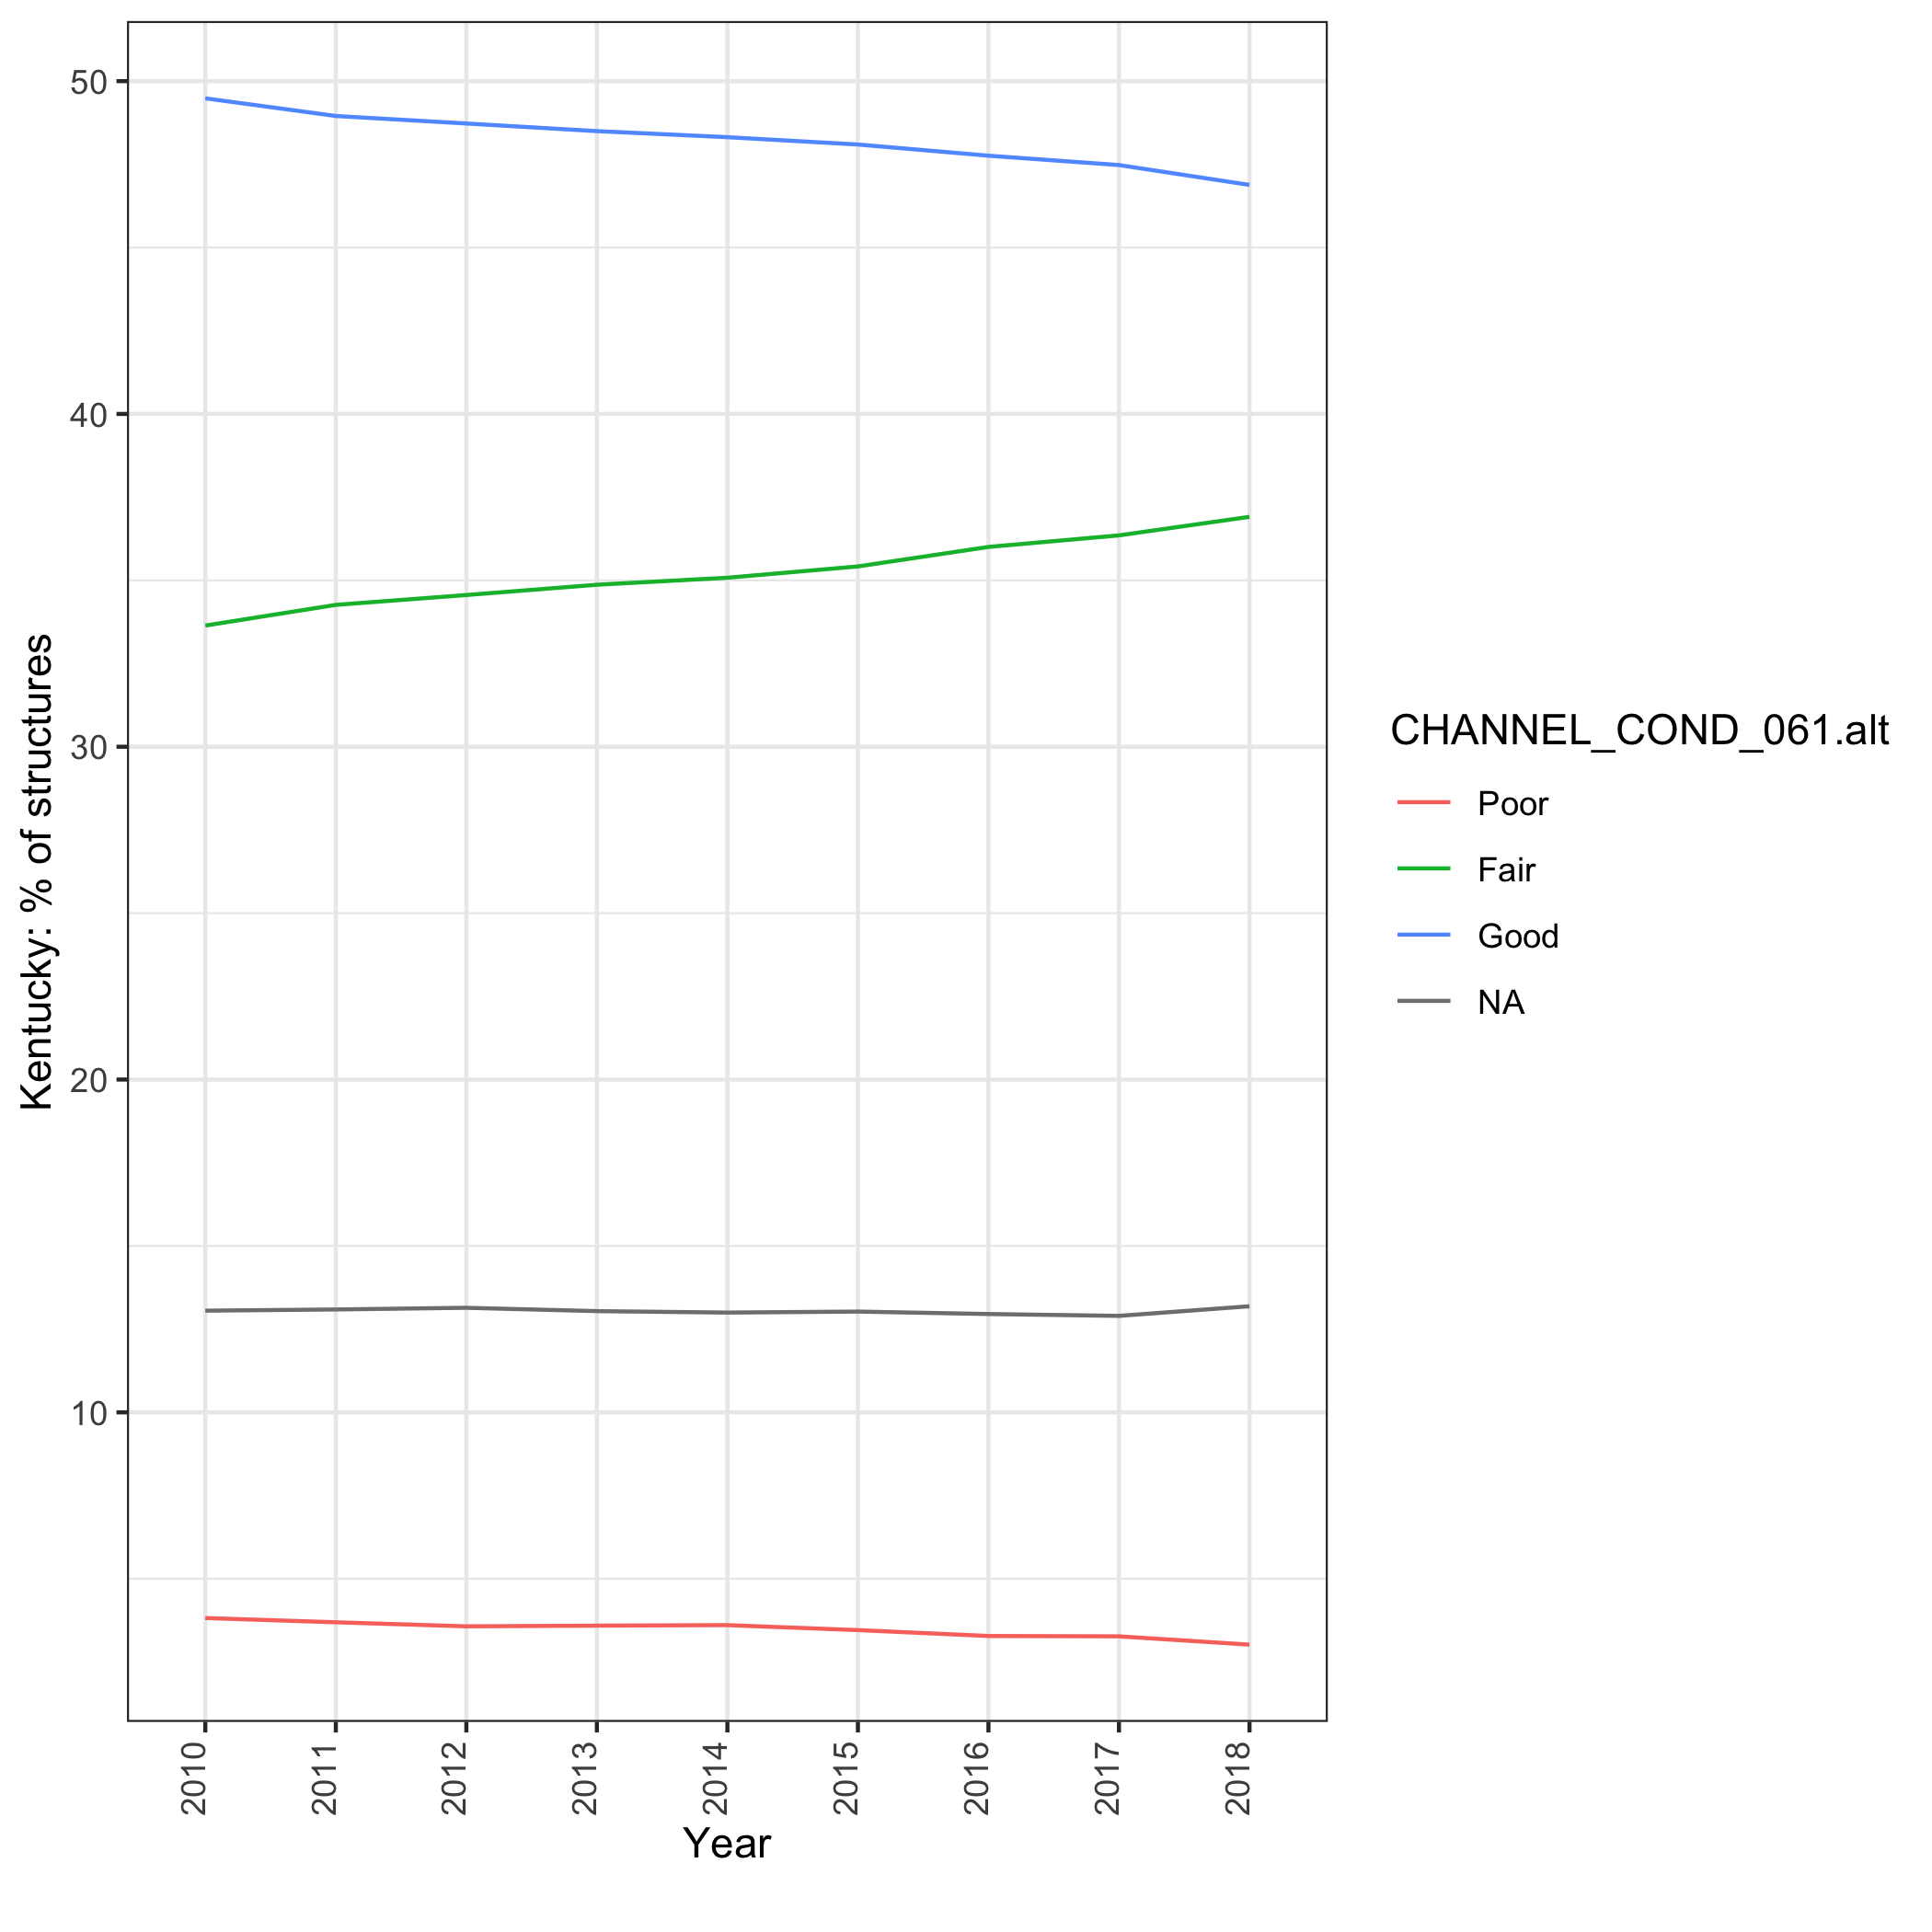 Kentucky: % of structures
50
40
30
20
10
2010
2011
2012
2013
2014
2015
2016
2017
2018
Year
CHANNEL_COND_061.alt
Poor
Fair
Good
NA